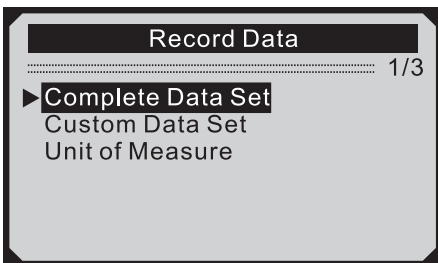 Record Data
1/3
Complete Data Set
Custom Data Set
Unit of Measure